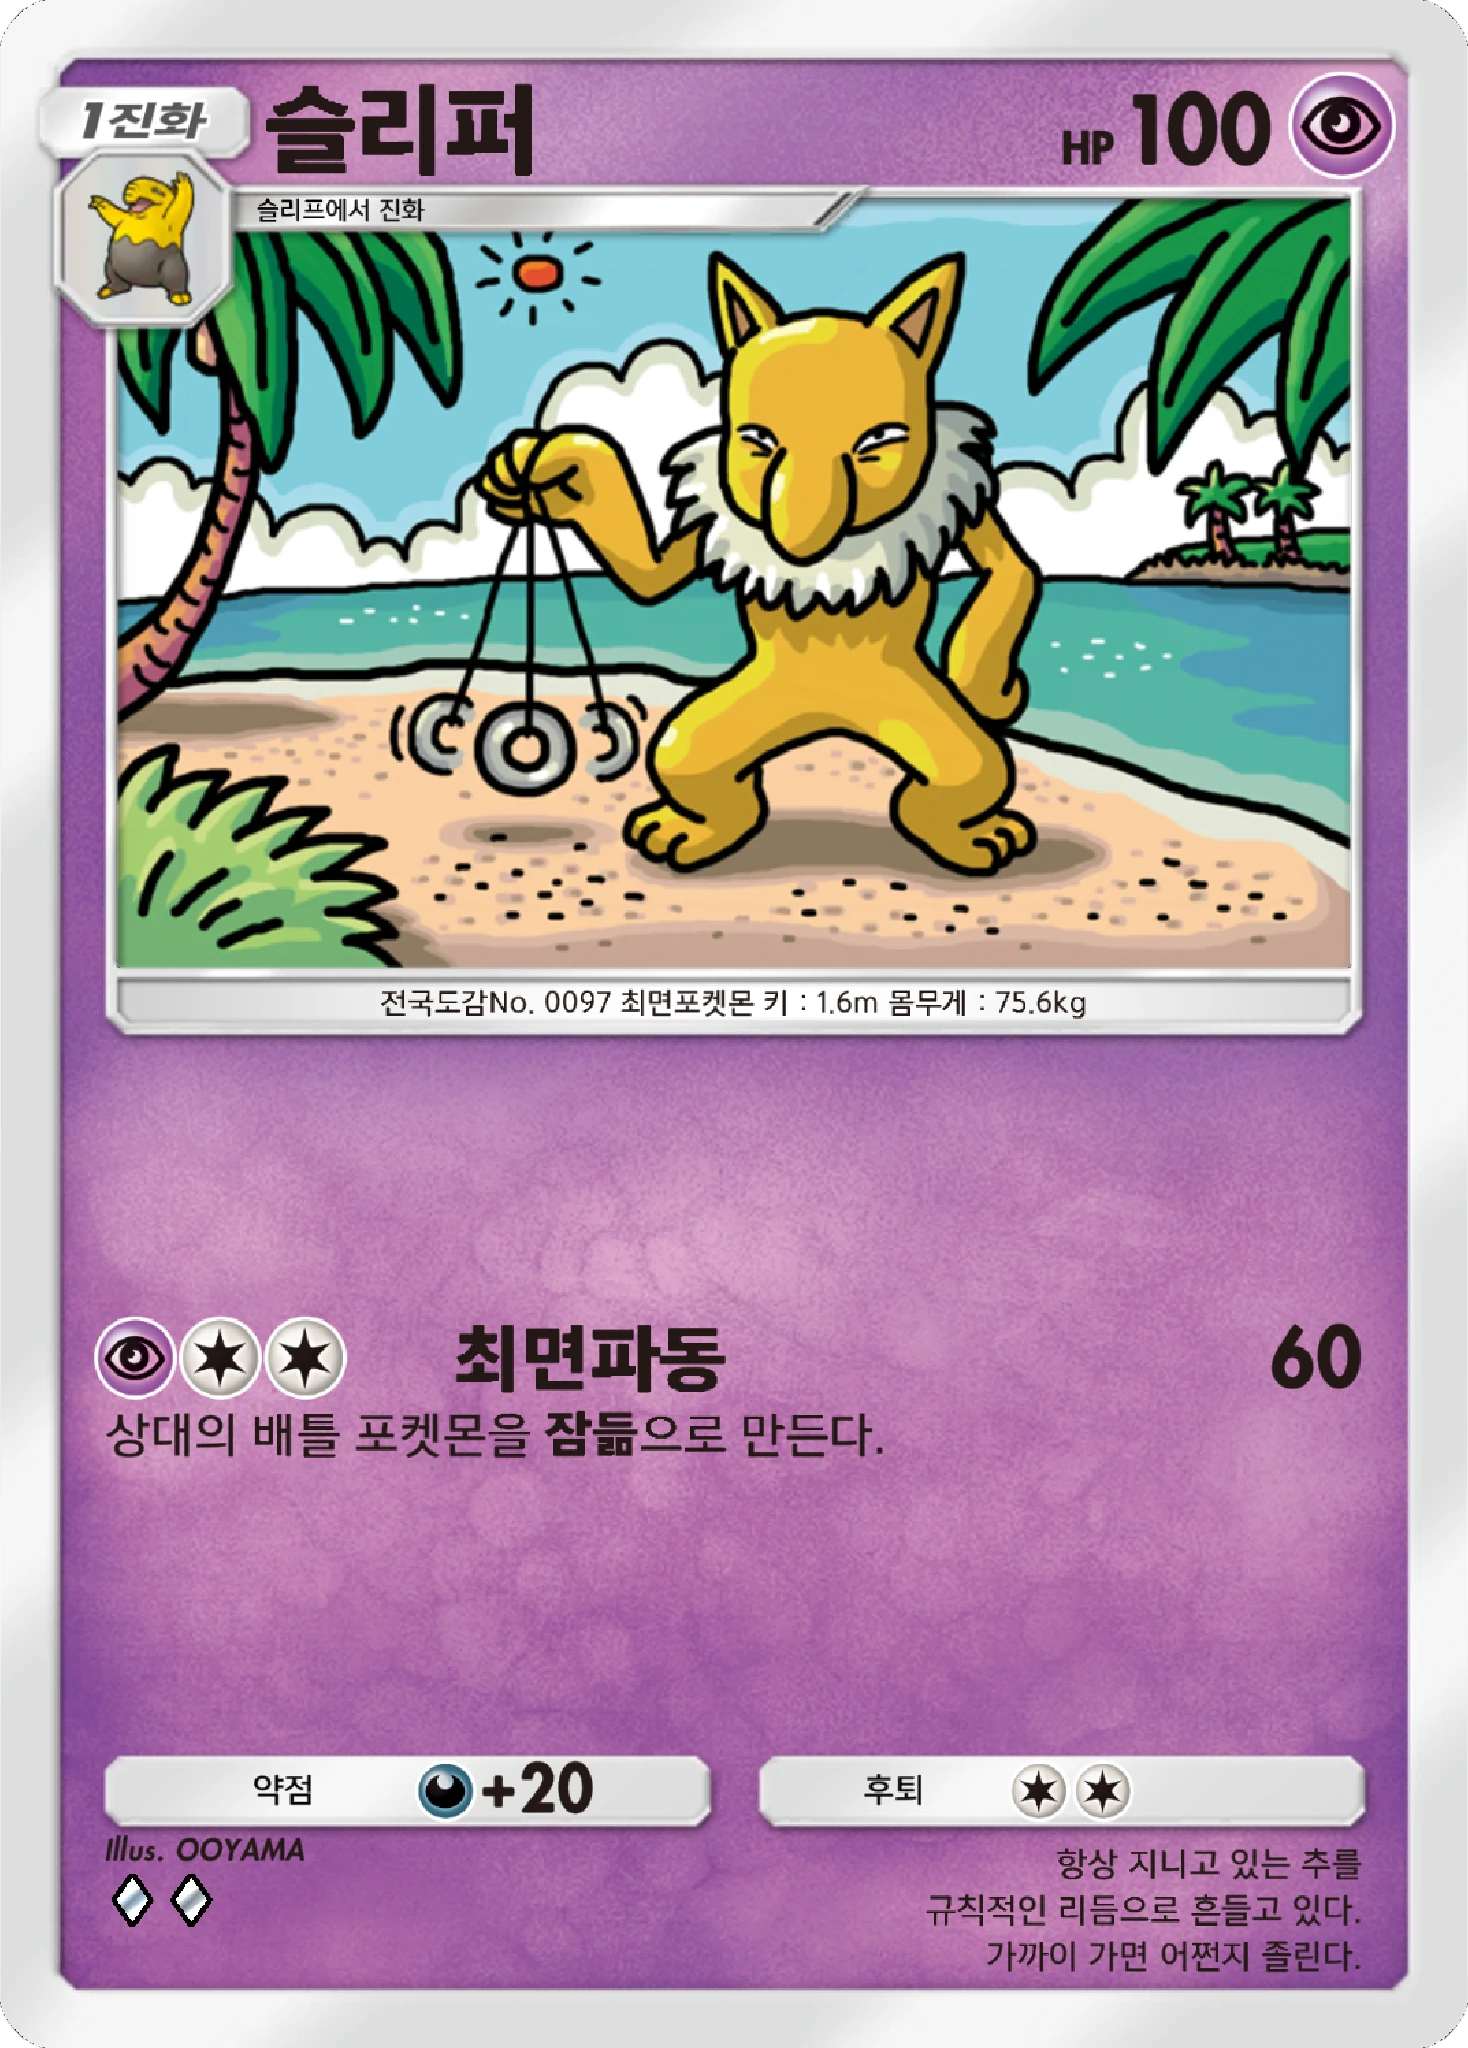 1진화
슬리퍼
HP 100
슬리프에서 진화
전국도감No. 0097 최면포켓몬 키 : 1.6m 몸무게 : 75.6kg
최면파동 60
상대의 배틀 포켓몬을 잠듦으로 만든다.
약점 +20
후퇴
Illus. OOYAMA
항상 지니고 있는 추를
규칙적인 리듬으로 흔들고 있다.
가까이 가면 어쩐지 졸린다.